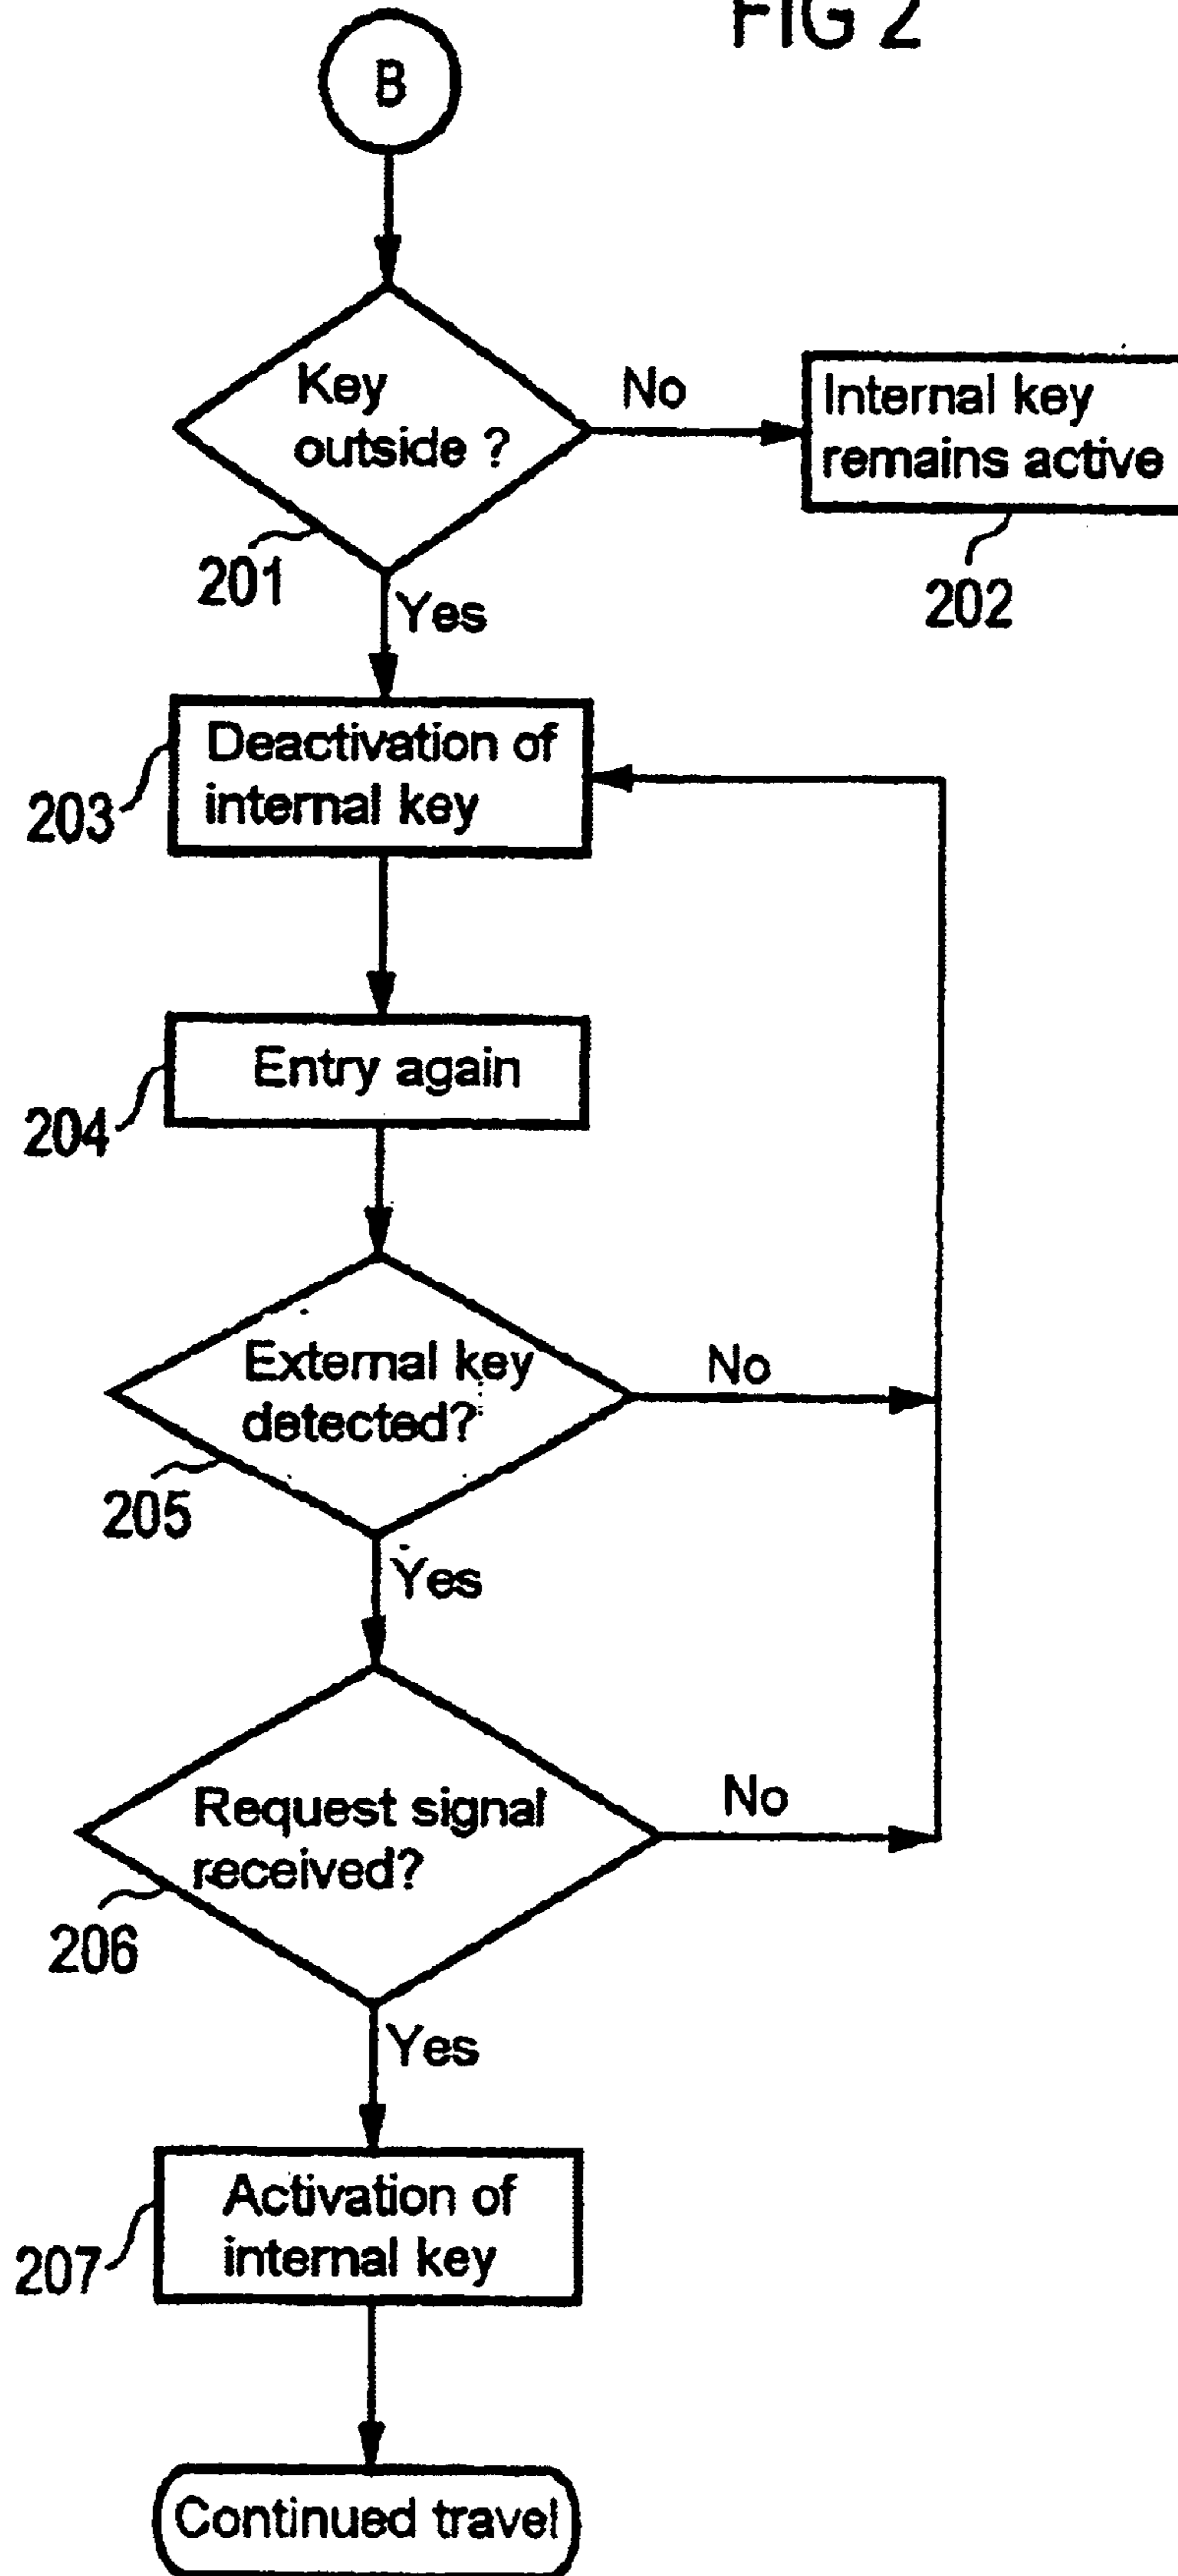 FIG 2
B
Key
outside ?
No
Internal key
remains active
201
202
Yes
Deactivation of
internal key
203
Entry again
204
External key
detected?
No
205
Yes
Request signal
received?
No
206
Yes
Activation of
internal key
207
Continued travel